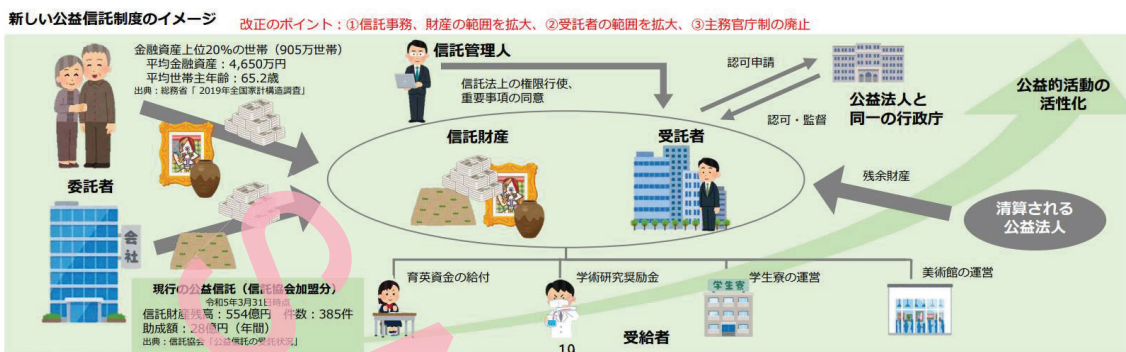 新しい公益信託制度のイメージ
改正のポイント：①信託事務、財産の範囲を拡大、②受託者の範囲を拡大、③主務官庁制の廃止
金融資産上位20%の世帯（905万世帯）
平均金融資産：4,650万円
平均世帯主年齢：65.2歳
出典：総務省「2019年全国家計構造調査」
委託者
会社
現行の公益信託（信託協会加盟分）
令和5年3月31日時点
信託財産残高：554億円 件数：385件
助成額：28億円（年間）
出典：信託協会「公益信託の受託状況」
信託管理人
信託法上の権限行使、
重要事項の同意
信託財産
受託者
認可申請
認可・監督
公益法人と
同一の行政庁
公益的活動の
活性化
残余財産
清算される
公益法人
育英資金の給付
学術研究奨励金
学生寮の運営
学生寮
美術館の運営
受給者
10